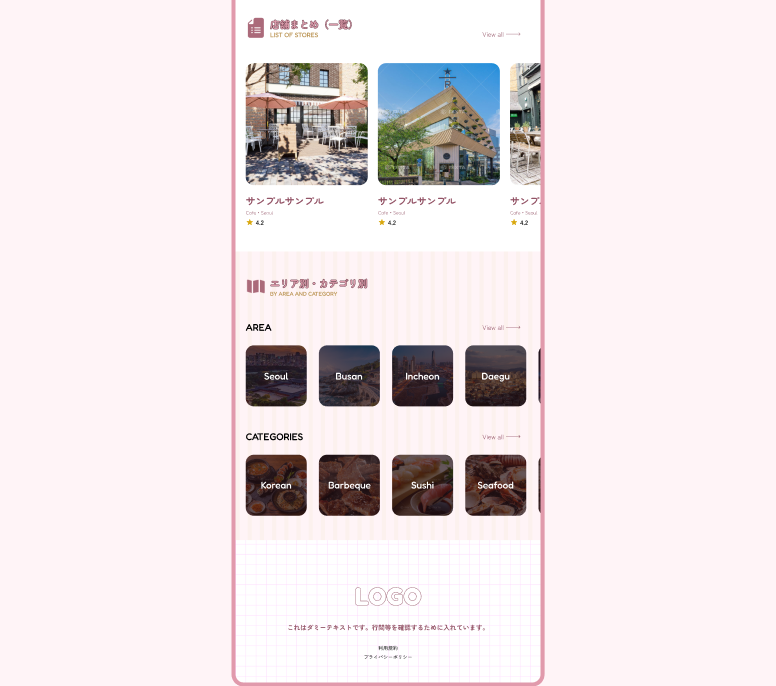 店舗まとめ（一覧）
LIST OF STORES
View all
サンプルサンプル
Cafe • Seoul
4.2
サンプルサンプル
Cafe • Seoul
4.2
サンプ
Cafe • Seoul
4.2
エリア別・カテゴリ別
BY AREA AND CATEGORY
AREA
View all
Seoul
Busan
Incheon
Daegu
CATEGORIES
View all
Korean
Barbeque
Sushi
Seafood
LOGO
これはダミーテキストです。行間等を確認するために入れています。
利用規約
プライバシーポリシー